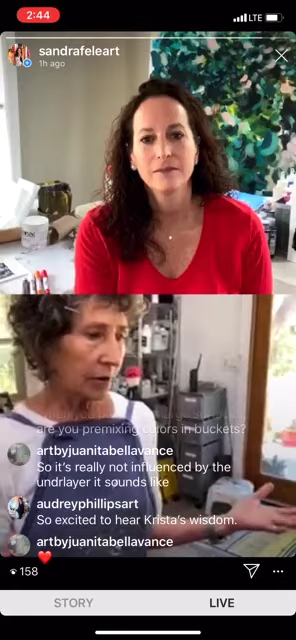 2:44
LTE
sandrafeleart
1h ago
are you premixing colors in buckets?
artbyjuanitabellavance
So it's really not influenced by the
undrlayer it sounds like
audreyphillipsart
So excited to hear Krista's wisdom.
artbyjuanitabellavance
❤️
158
STORY
LIVE